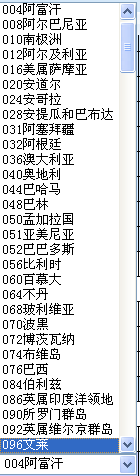 004阿富汗
008阿尔巴尼亚
010南极洲
012阿尔及利亚
016美属萨摩亚
020安道尔
024安哥拉
028安提瓜和巴布达
031阿塞拜疆
032阿根廷
036澳大利亚
040奥地利
044巴哈马
048巴林
050孟加拉国
051亚美尼亚
052巴巴多斯
056比利时
060百慕大
064不丹
068玻利维亚
070波黑
072博茨瓦纳
074布维岛
076巴西
084伯利兹
086英属印度洋领地
090所罗门群岛
092英属维尔京群岛
096文莱
004阿富汗